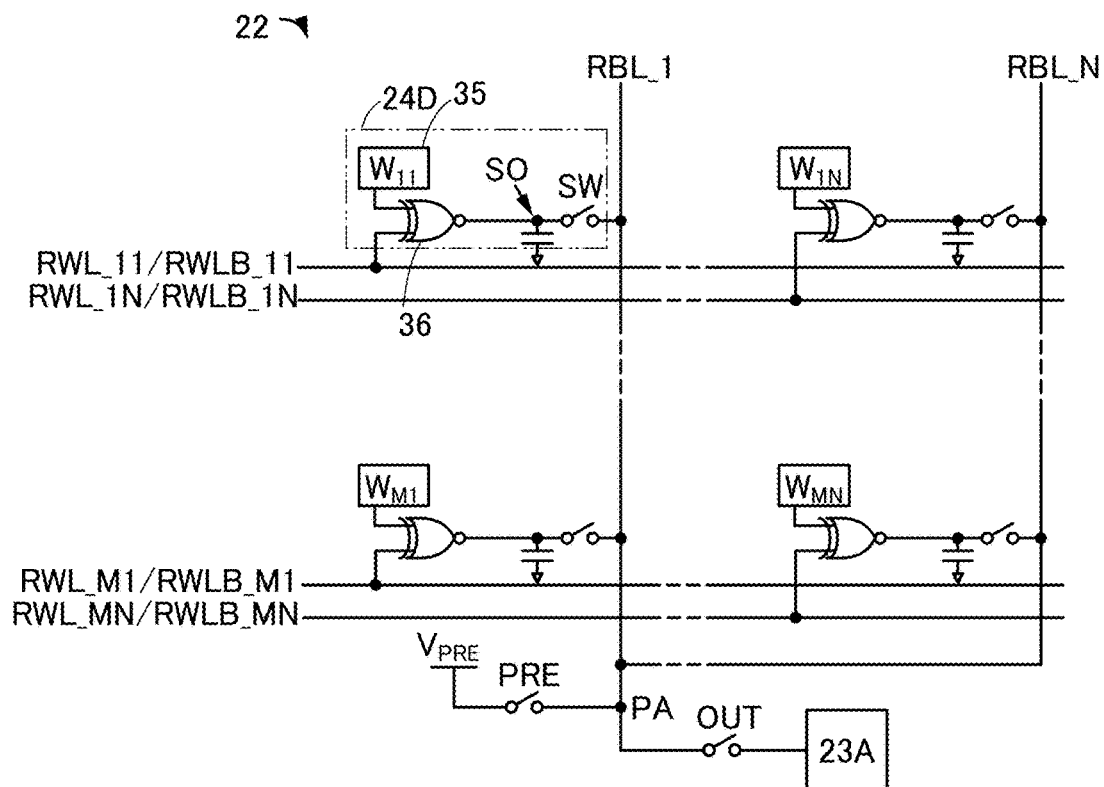 22
RBL_1
RBL_N
24D
35
W11
SO
SW
W1N
RWL_11/RWLB_11
RWL_1N/RWLB_1N
36
WM1
WMN
RWL_M1/RWLB_M1
RWL_MN/RWLB_MN
VPRE
PRE
PA
OUT
23A